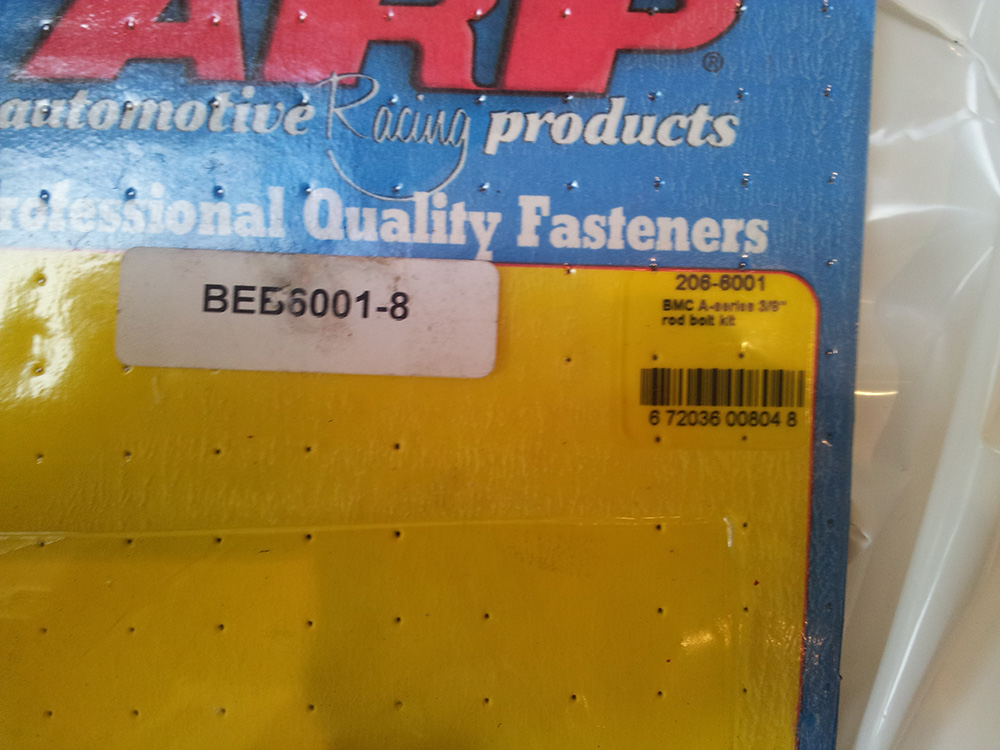 ARP®
automotive Racing products
rofessional Quality Fasteners
BEB6001-8
206-6001
BMC A-series 3/8"
rod bolt kit
6 72036 00804 8